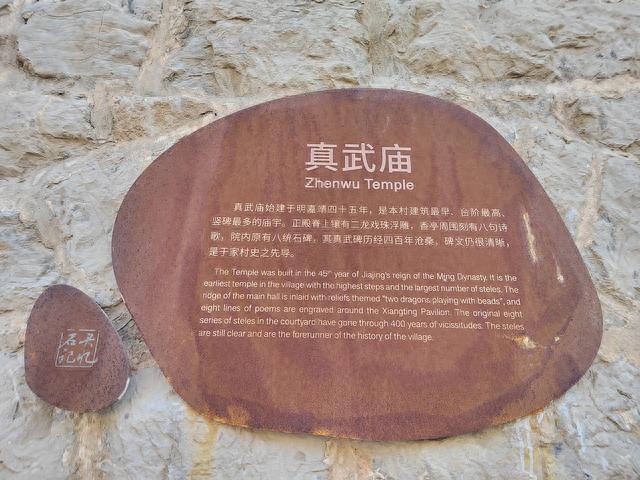 真武庙
Zhenwu Temple
真武庙始建于明嘉靖四十五年，是本村建筑最早、台阶最高、
竖碑最多的庙宇。正殿脊上镶有二龙戏珠浮雕，香亭周围刻有八句诗
歌，院内原有八统石碑，其真武碑历经四百年沧桑，碑文仍很清晰，
是于家村史之先导。
The Temple was built in the 45th year of Jiajing's reign of the Ming Dynasty. It is the
earliest temple in the village with the highest steps and the largest number of steles. The
ridge of the main hall is inlaid with reliefs themed "two dragons playing with beads", and
eight lines of poems are engraved around the Xiangting Pavilion. The original eight
series of steles in the courtyard have gone through 400 years of vicissitudes. The steles
are still clear and are the forerunner of the history of the village.